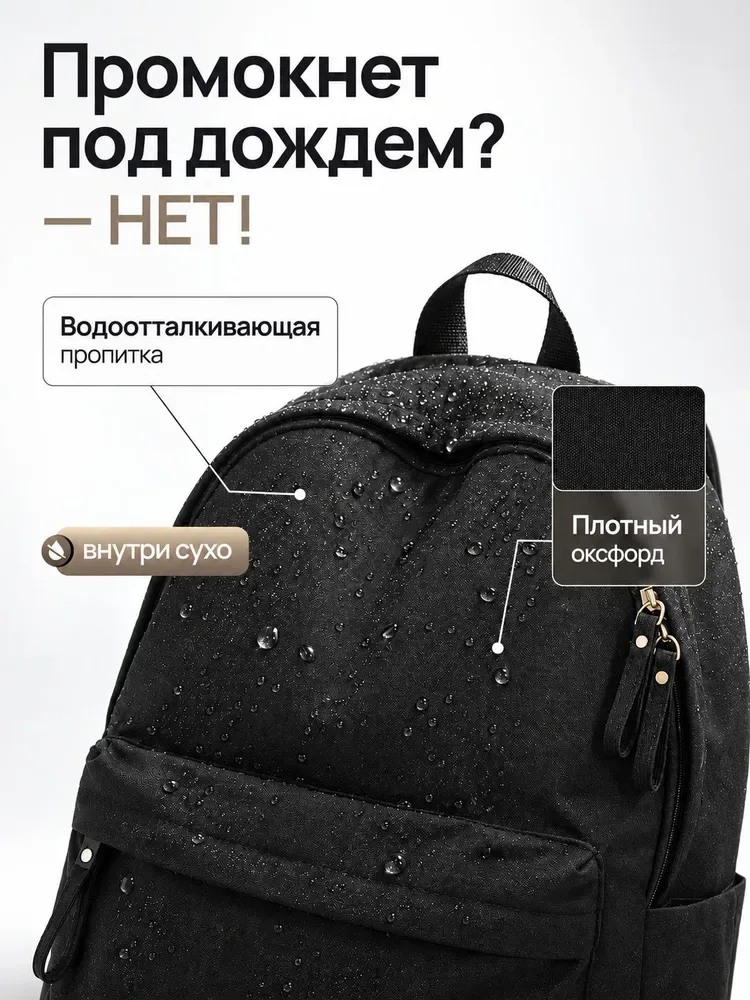 Промокнет
под дождем?
— НЕТ!
Водоотталкивающая
пропитка
внутри сухо
Плотный
оксфорд